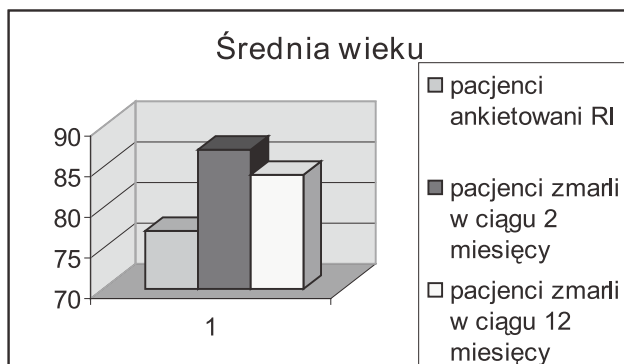 Średnia wieku
90
85
80
75
70
1
pacjenci
ankietowani RI
pacjenci zmarli
w ciągu 2
miesięcy
pacjenci zmarli
w ciągu 12
miesięcy